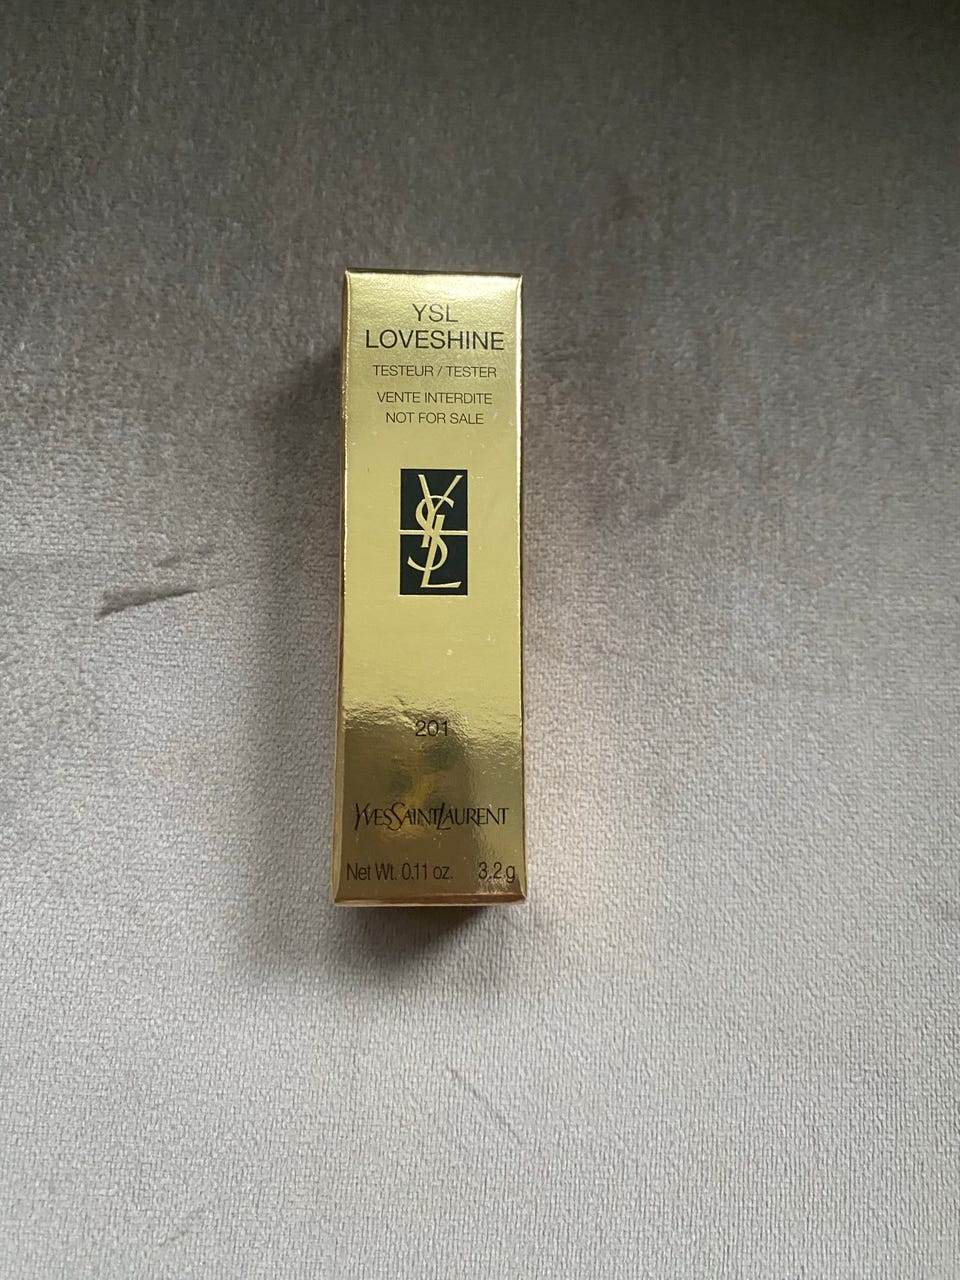 YSL
LOVESHINE
TESTEUR / TESTER
VENTE INTERDITE
NOT FOR SALE
YSL
201
YVESSAINTLAURENT
Net Wt. 0.11 oz. 3.2 g